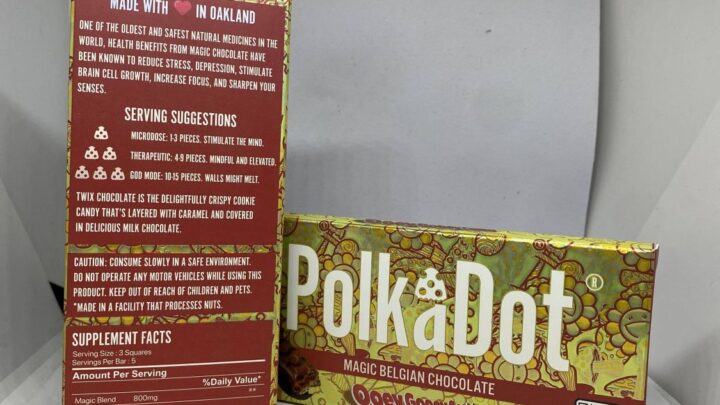 MADE WITH ❤ IN OAKLAND
ONE OF THE OLDEST AND SAFEST NATURAL MEDICINES IN THE
WORLD, HEALTH BENEFITS FROM MAGIC CHOCOLATE HAVE
BEEN KNOWN TO REDUCE STRESS, DEPRESSION, STIMULATE
BRAIN CELL GROWTH, INCREASE FOCUS, AND SHARPEN YOUR
SENSES.
SERVING SUGGESTIONS
MICRODOSE: 1-3 PIECES. STIMULATE THE MIND.
THERAPEUTIC: 4-9 PIECES. MINDFUL AND ELEVATED.
GOD MODE: 10-15 PIECES. WALLS MIGHT MELT.
TWIX CHOCOLATE IS THE DELIGHTFULLY CRISPY COOKIE
CANDY THAT'S LAYERED WITH CARAMEL AND COVERED
IN DELICIOUS MILK CHOCOLATE.
CAUTION: CONSUME SLOWLY IN A SAFE ENVIRONMENT.
DO NOT OPERATE ANY MOTOR VEHICLES WHILE USING THIS
PRODUCT. KEEP OUT OF REACH OF CHILDREN AND PETS.
*MADE IN A FACILITY THAT PROCESSES NUTS.
SUPPLEMENT FACTS
Serving Size : 3 Squares
Servings Per Bar : 5
Amount Per Serving
%Daily Value*
**
Magic Blend 800mg
PolkaDot ®
MAGIC BELGIAN CHOCOLATE